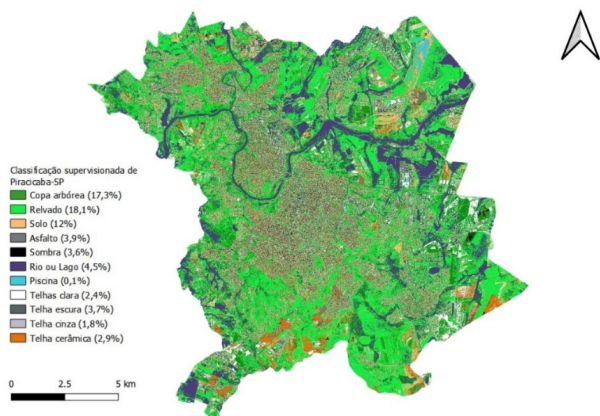 Classificação supervisionada de
Piracicaba-SP
Copa arbórea (17,3%)
Relvado (18,1%)
Solo (12%)
Asfalto (3,9%)
Sombra (3,6%)
Rio ou Lago (4,5%)
Piscina (0,1%)
Telhas clara (2,4%)
Telha escura (3,7%)
Telha cinza (1,8%)
Telha cerâmica (2,9%)
0 2.5 5 km